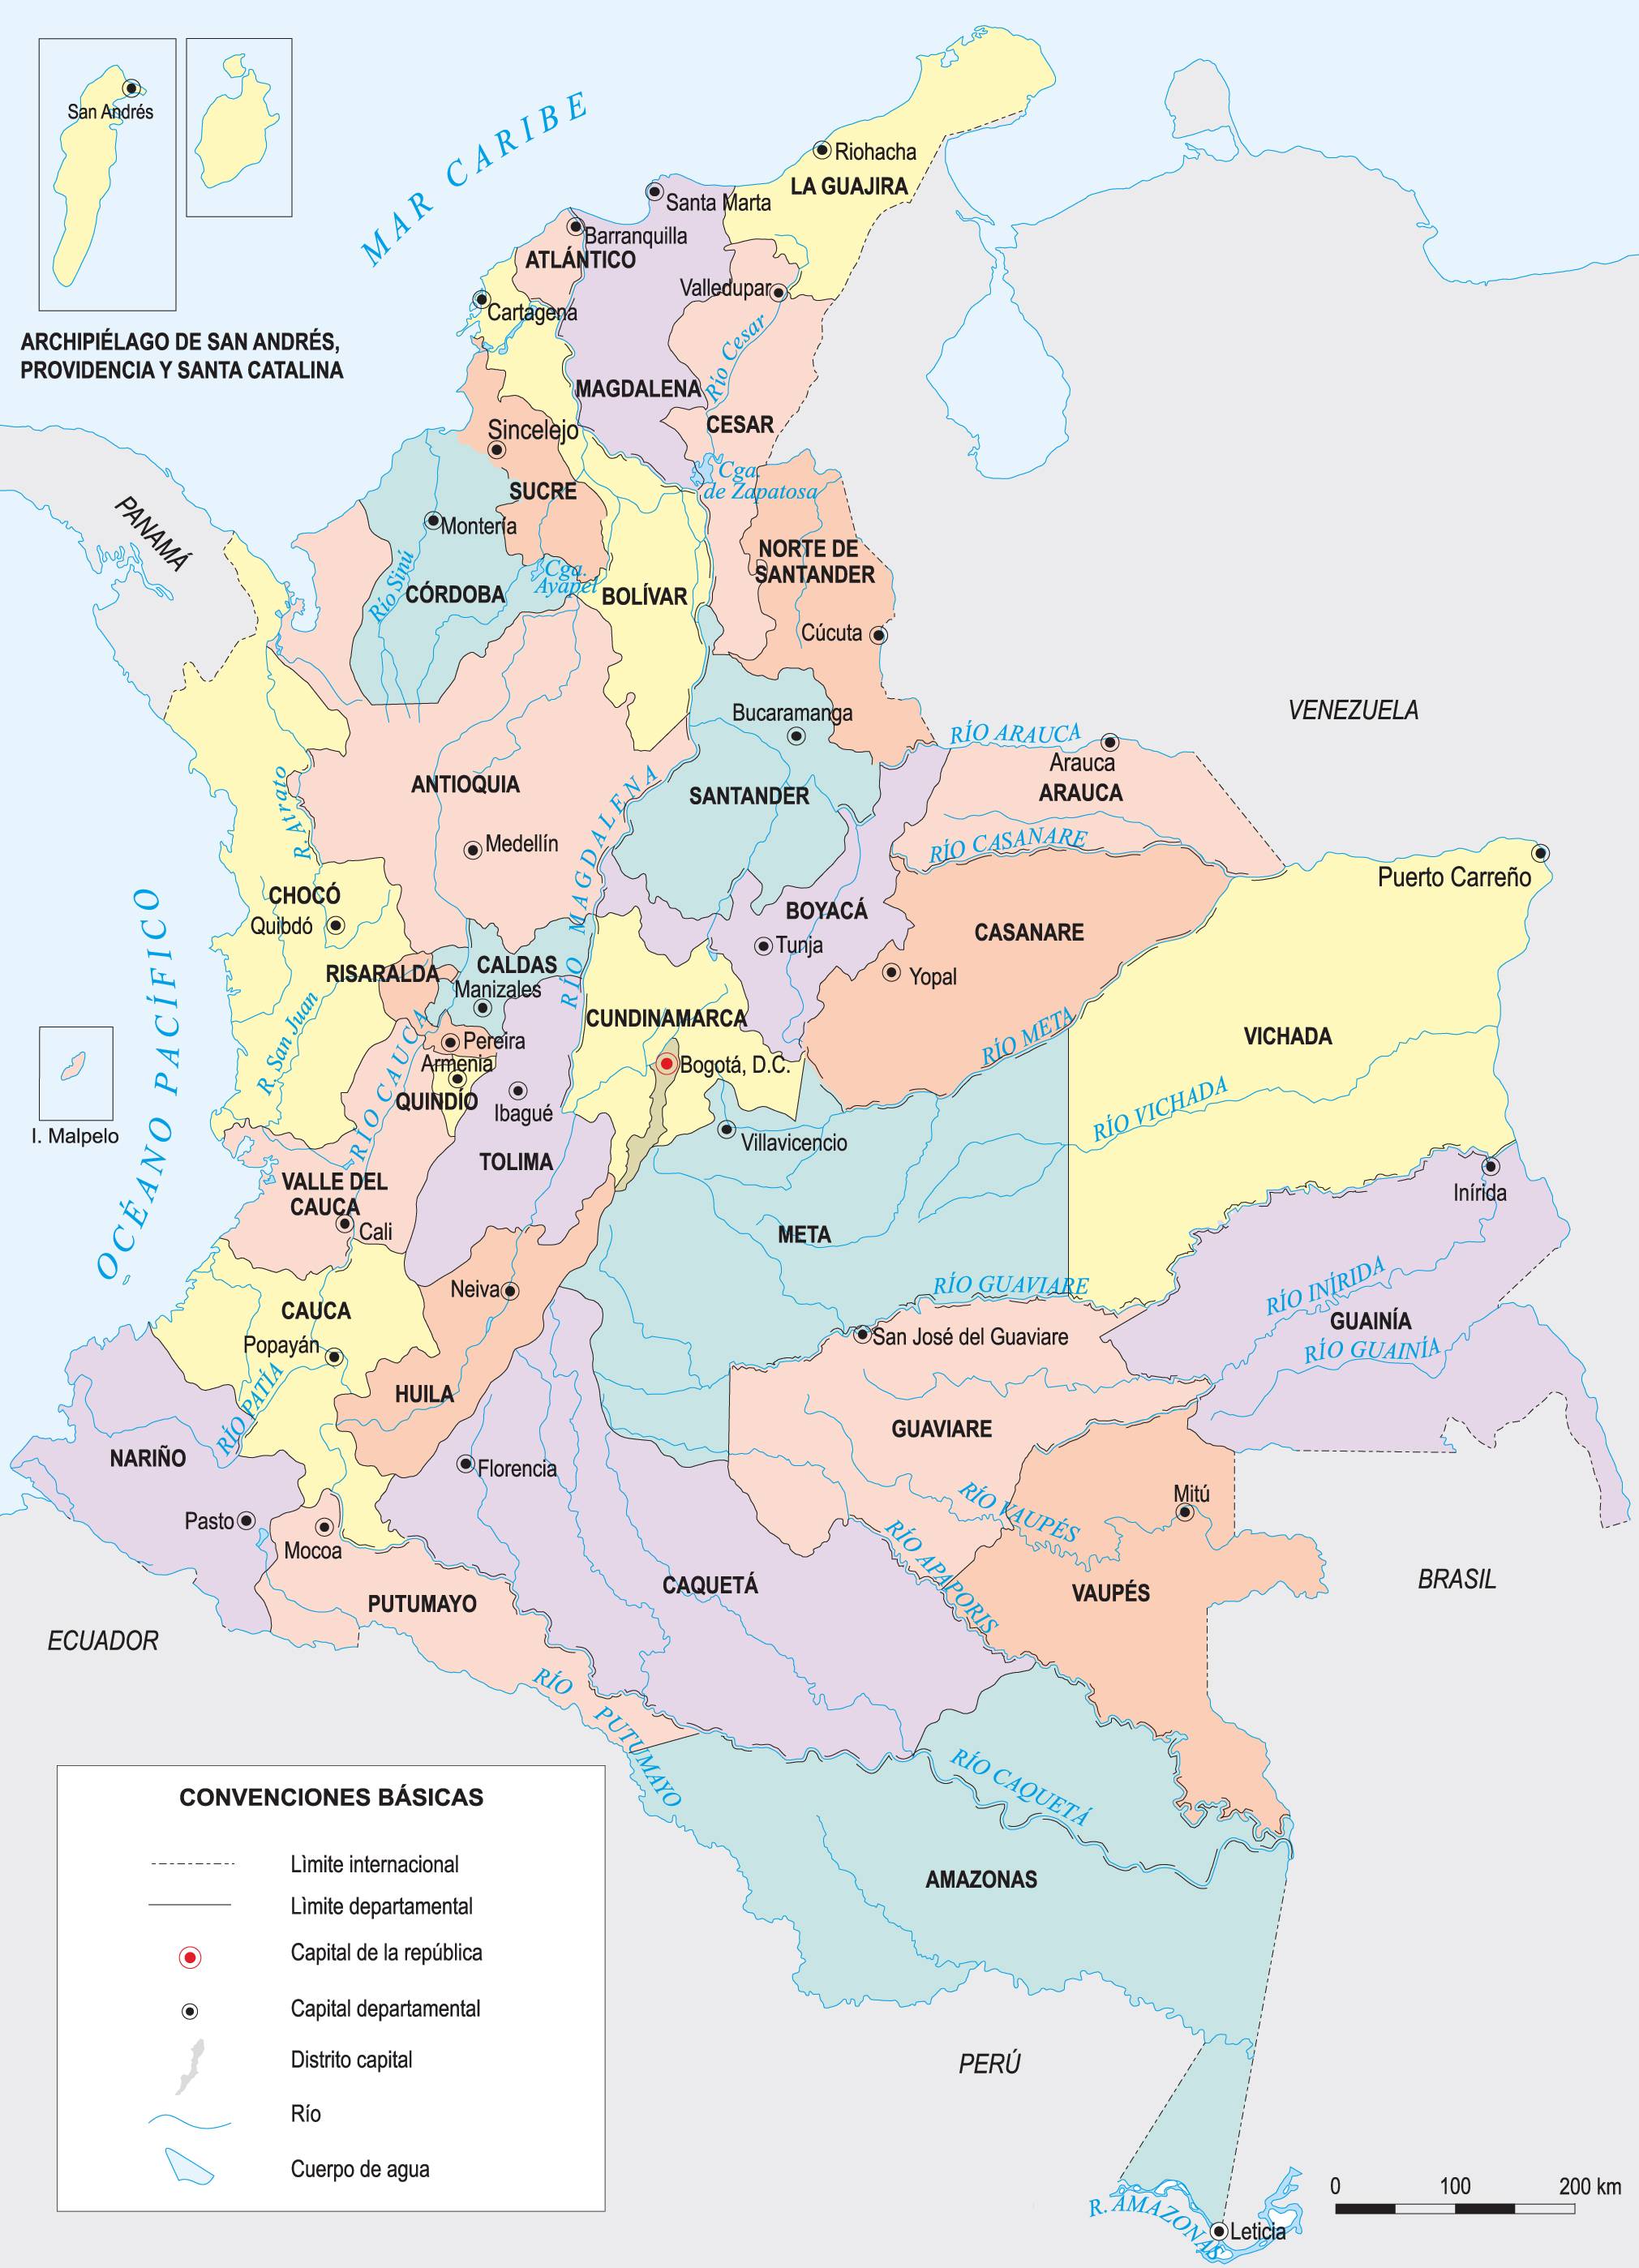 San Andrés
ARCHIPIÉLAGO DE SAN ANDRÉS,
PROVIDENCIA Y SANTA CATALINA
MAR CARIBE
Riohacha
LA GUAJIRA
Santa Marta
Barranquilla
ATLÁNTICO
Valledupar
Cartagena
Río Cesar
MAGDALENA
CESAR
Sincelejo
Cga.
de Zapatosa
SUCRE
PANAMÁ
Montería
NORTE DE
SANTANDER
Río Sinú
CÓRDOBA
Cga.
Ayapel
BOLÍVAR
Cúcuta
VENEZUELA
Bucaramanga
RÍO ARAUCA
Arauca
ARAUCA
ANTIOQUIA
SANTANDER
R. Atrato
RÍO MAGDALENA
Medellín
RÍO CASANARE
Puerto Carreño
CHOCÓ
Quibdó
BOYACÁ
Tunja
CASANARE
Yopal
OCÉANO PACÍFICO
RISARALDA
CALDAS
Manizales
CUNDINAMARCA
R. San Juan
Pereira
Armenia
RÍO CAUCA
QUINDÍO
Ibagué
Bogotá, D.C.
RÍO META
VICHADA
RÍO VICHADA
I. Malpelo
Villavicencio
TOLIMA
VALLE DEL
CAUCA
Cali
Inírida
META
Neiva
RÍO GUAVIARE
RÍO INÍRIDA
CAUCA
Popayán
San José del Guaviare
GUAINÍA
RÍO GUAINÍA
HUILA
RÍO PATÍA
GUAVIARE
NARIÑO
Florencia
Mitú
Pasto
RÍO VAUPÉS
Mocoa
RÍO APAPORIS
CAQUETÁ
VAUPÉS
BRASIL
PUTUMAYO
ECUADOR
RÍO PUTUMAYO
RÍO CAQUETÁ
AMAZONAS
CONVENCIONES BÁSICAS
Lìmite internacional
Lìmite departamental
Capital de la república
Capital departamental
Distrito capital
Río
Cuerpo de agua
PERÚ
0 100 200 km
R. AMAZONAS
Leticia